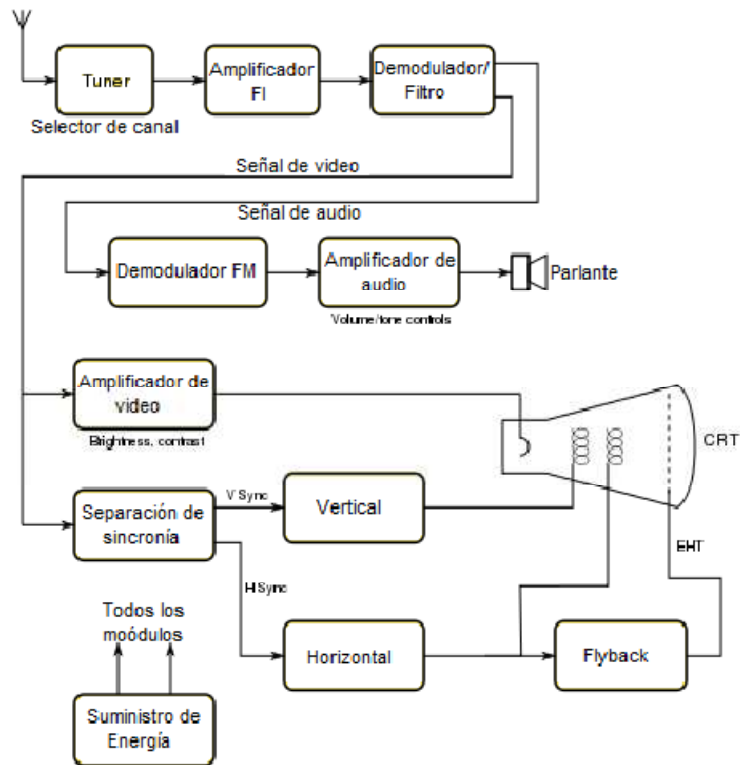 Tuner
Amplificador
FI
Demodulador/
Filtro
Selector de canal
Señal de video
Señal de audio
Demodulador FM
Amplificador de
audio
Parlante
Volume/tone controls
Amplificador de
video
Brightness, contrast
CRT
Separación de
sincronía
V Sync
Vertical
EHT
H Sync
Todos los
moódulos
Horizontal
Flyback
Suministro de
Energía